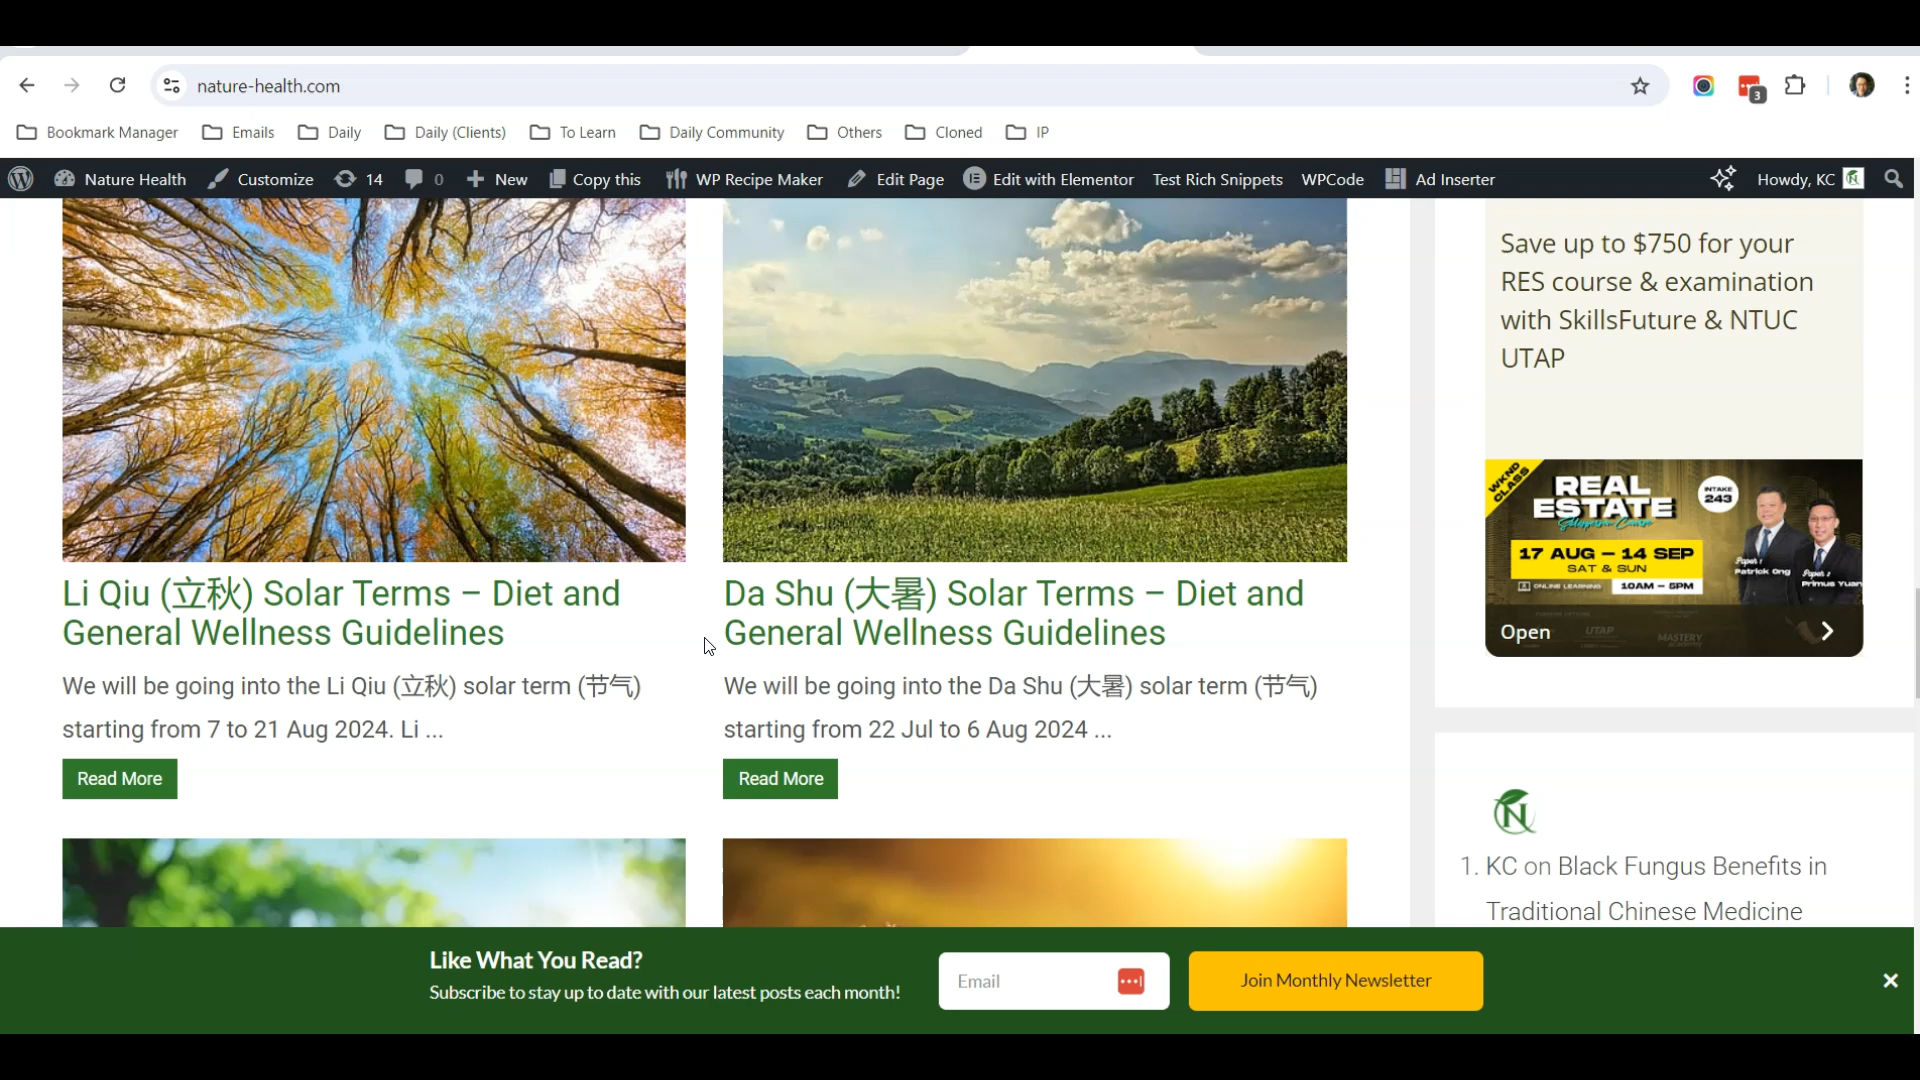 nature-health.com
3
Bookmark Manager Emails Daily Daily (Clients) To Learn Daily Community Others Cloned IP
Nature Health Customize 14 0 New Copy this WP Recipe Maker Edit Page Edit with Elementor Test Rich Snippets WPCode Ad Inserter Howdy, KC
Li Qiu (立秋) Solar Terms – Diet and
General Wellness Guidelines
We will be going into the Li Qiu (立秋) solar term (节气)
starting from 7 to 21 Aug 2024. Li ...
Read More
Da Shu (大暑) Solar Terms – Diet and
General Wellness Guidelines
We will be going into the Da Shu (大暑) solar term (节气)
starting from 22 Jul to 6 Aug 2024 ...
Read More
Save up to $750 for your
RES course & examination
with SkillsFuture & NTUC
UTAP
WKND
CLASS
REAL
ESTATE
Salesperson Course
INTAKE
243
17 AUG – 14 SEP
SAT & SUN
ONLINE LEARNING 10AM – 5PM
Paper 1
Patrick Ong
Paper 2
Primus Yuan
UTAP
MASTERY
Open
1. KC on Black Fungus Benefits in
Traditional Chinese Medicine
Like What You Read?
Subscribe to stay up to date with our latest posts each month!
Email
Join Monthly Newsletter